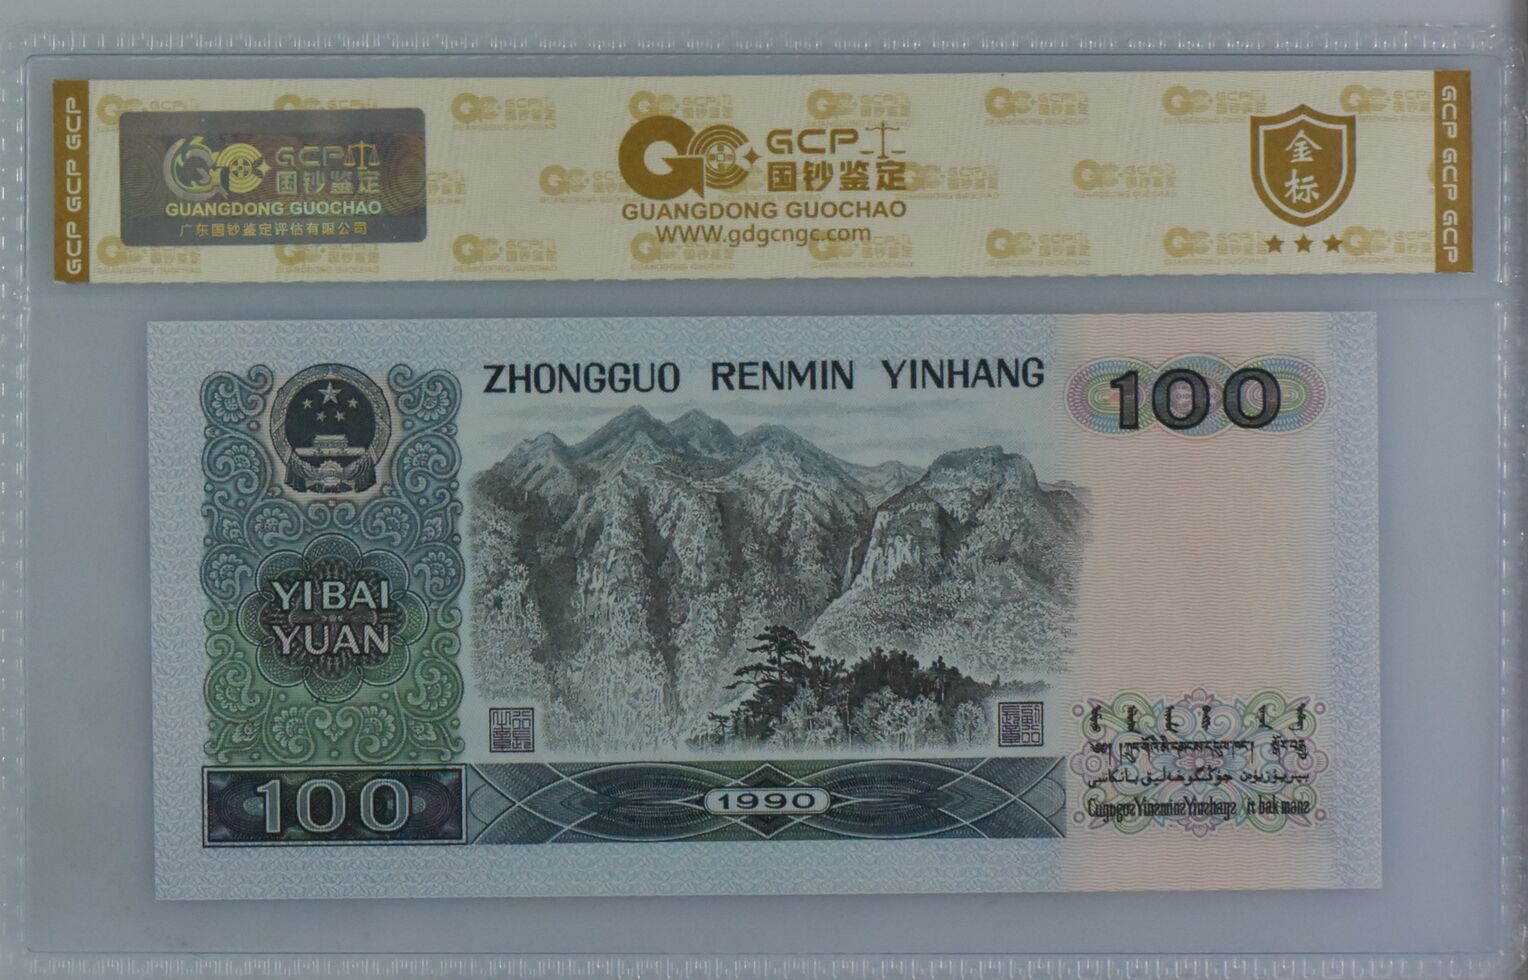 GCP GCP GCP
GCP
国钞鉴定
GUANGDONG GUOCHAO
广东国钞鉴定评估有限公司
GCP
国钞鉴定
GUANGDONG GUOCHAO
WWW.gdgcngc.com
金标
GCP GCP GCP
ZHONGGUO RENMIN YINHANG
100
YIBAI
YUAN
100
1990